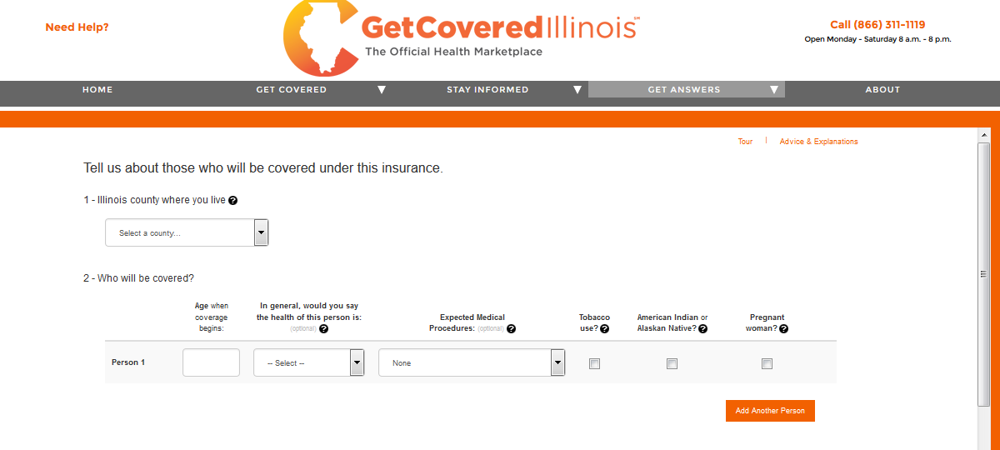 Need Help?
GetCoveredIllinois℠
The Official Health Marketplace
Call (866) 311-1119
Open Monday - Saturday 8 a.m. - 8 p.m.
HOME GET COVERED ▼ STAY INFORMED ▼ GET ANSWERS ▼ ABOUT
Tour | Advice & Explanations
Tell us about those who will be covered under this insurance.
1 - Illinois county where you live ?
Select a county...
2 - Who will be covered?
Age when
coverage
begins:
In general, would you say
the health of this person is:
(optional) ?
Expected Medical
Procedures: (optional) ?
Tobacco
use? ?
American Indian or
Alaskan Native? ?
Pregnant
woman? ?
Person 1
-- Select --
None
Add Another Person